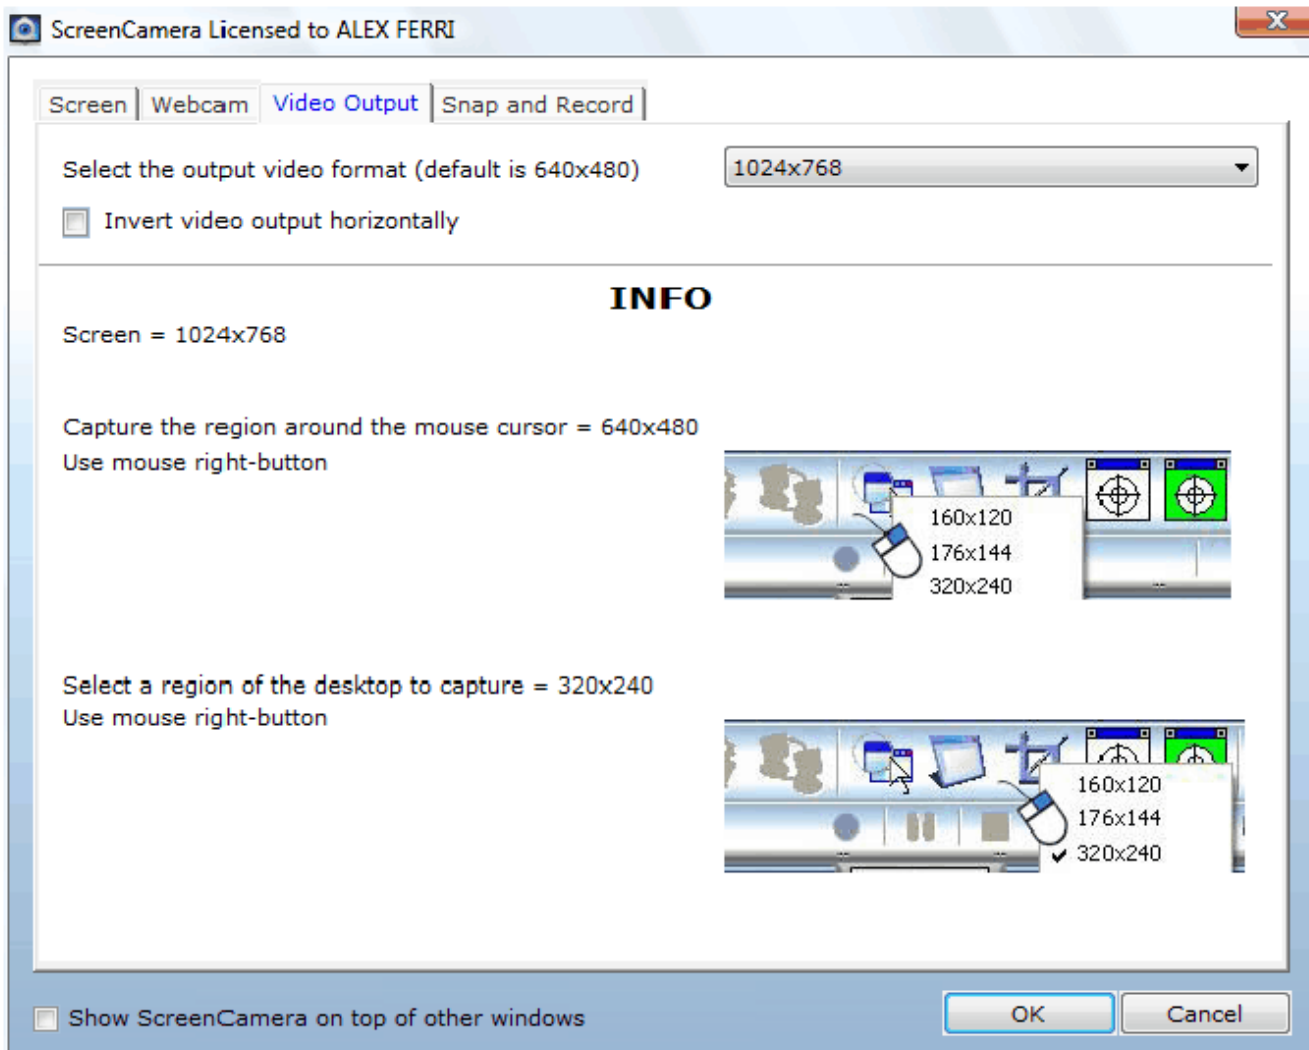 ScreenCamera Licensed to ALEX FERRI
Screen
Webcam
Video Output
Snap and Record
Select the output video format (default is 640x480)
1024x768
Invert video output horizontally
INFO
Screen = 1024x768
Capture the region around the mouse cursor = 640x480
Use mouse right-button
160x120
176x144
320x240
Select a region of the desktop to capture = 320x240
Use mouse right-button
160x120
176x144
320x240
Show ScreenCamera on top of other windows
OK
Cancel